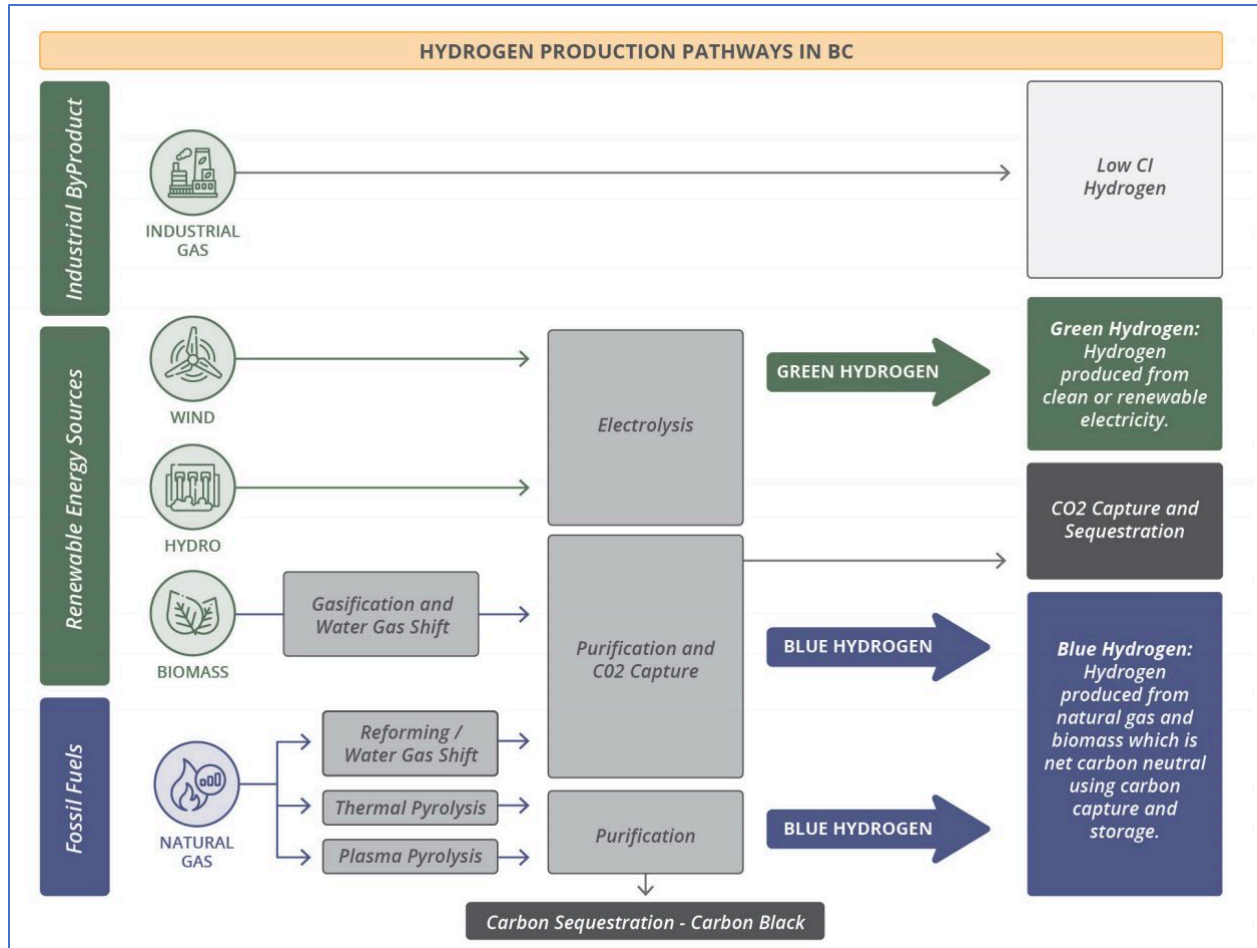 HYDROGEN PRODUCTION PATHWAYS IN BC
Industrial ByProduct
INDUSTRIAL
GAS
Low CI
Hydrogen
Renewable Energy Sources
WIND
HYDRO
BIOMASS
Gasification and
Water Gas Shift
Electrolysis
Purification and
C02 Capture
GREEN HYDROGEN
Green Hydrogen:
Hydrogen
produced from
clean or renewable
electricity.
CO2 Capture and
Sequestration
BLUE HYDROGEN
Fossil Fuels
NATURAL
GAS
Reforming /
Water Gas Shift
Thermal Pyrolysis
Plasma Pyrolysis
Purification
BLUE HYDROGEN
Blue Hydrogen:
Hydrogen
produced from
natural gas and
biomass which is
net carbon neutral
using carbon
capture and
storage.
Carbon Sequestration - Carbon Black